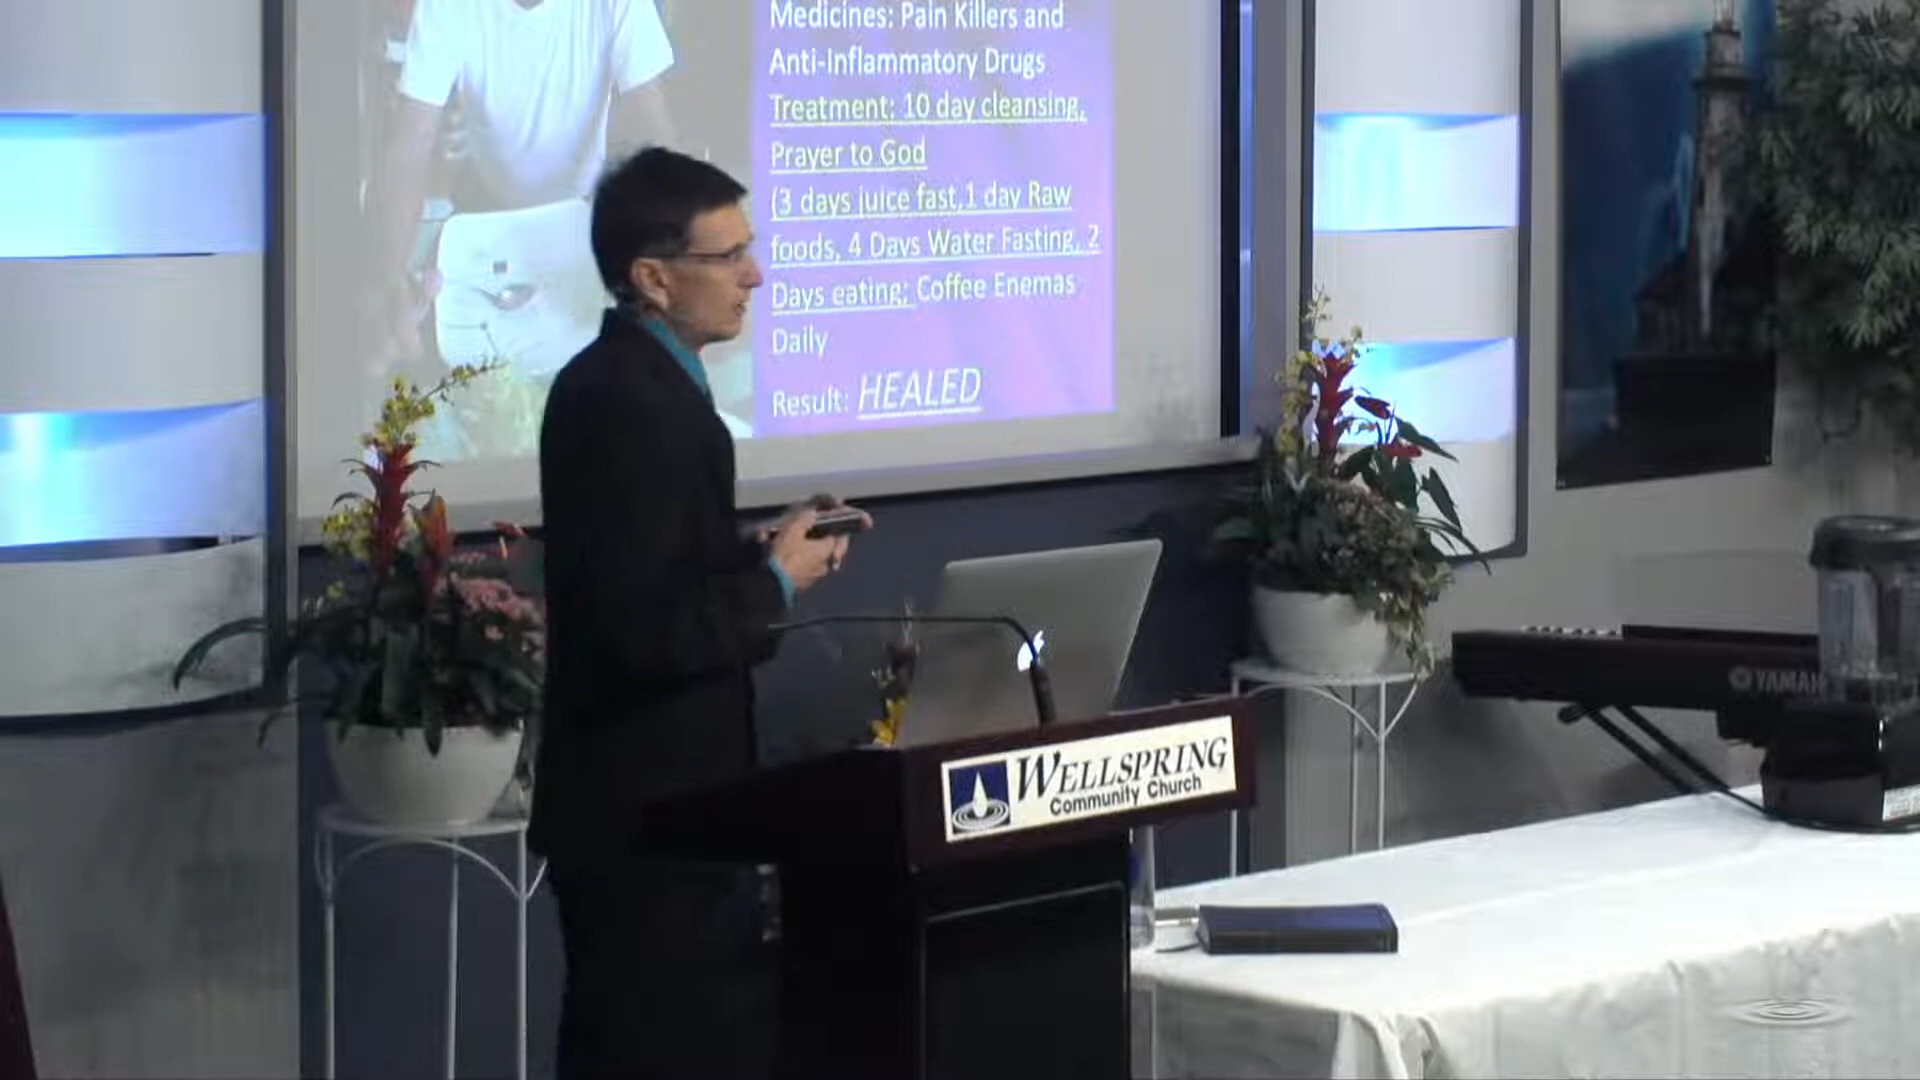 Medicines: Pain Killers and
Anti-Inflammatory Drugs
Treatment: 10 day cleansing,
Prayer to God
(3 days juice fast,1 day Raw
foods, 4 Days Water Fasting, 2
Days eating; Coffee Enemas
Daily
Result: HEALED
WELLSPRING
Community Church
YAMAH